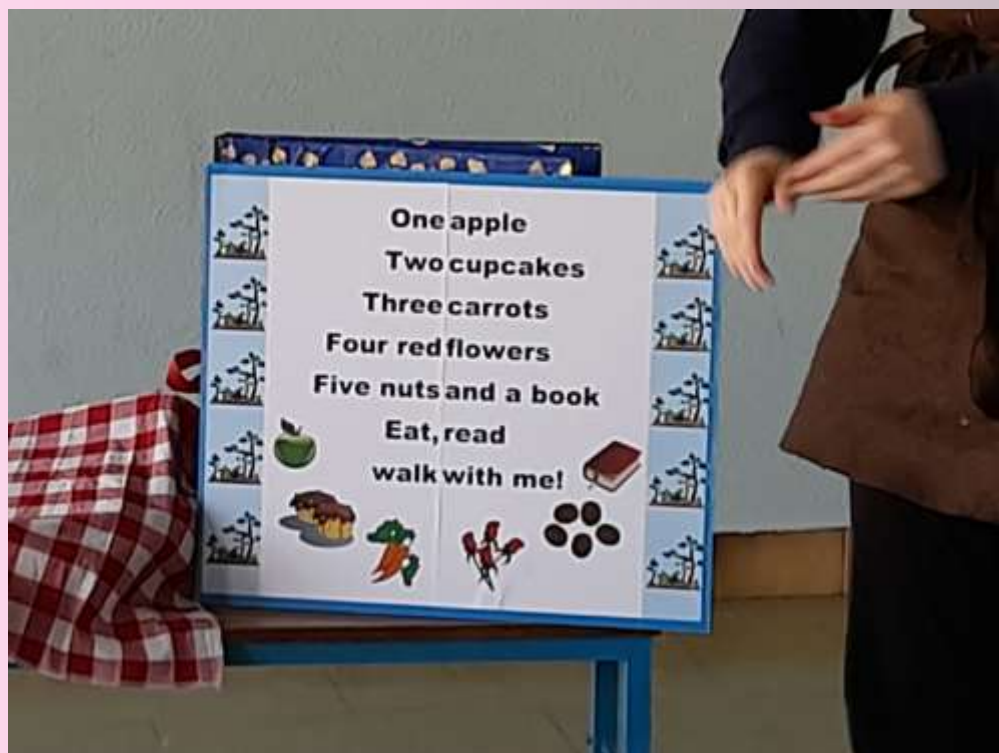 One apple
Two cupcakes
Three carrots
Four red flowers
Five nuts and a book
Eat, read
walk with me!